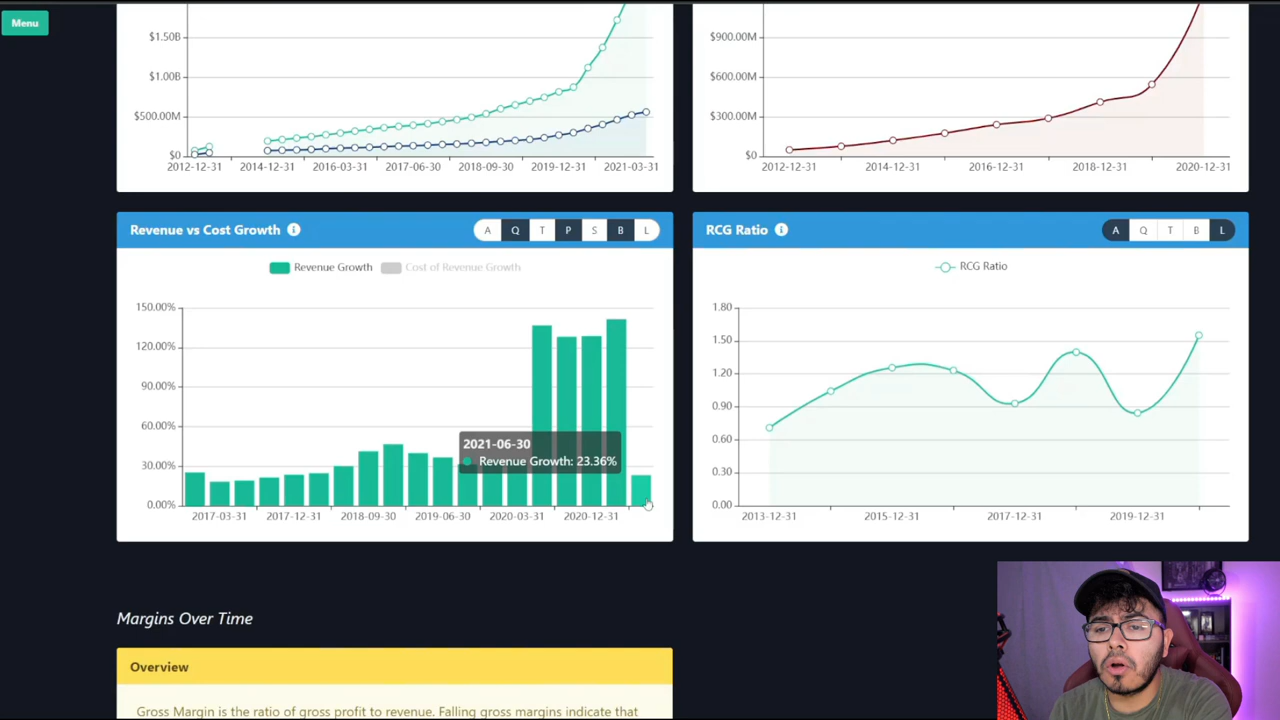 Menu
$1.50B
$1.00B
$500.00M
$0
2012-12-31 2014-12-31 2016-03-31 2017-06-30 2018-09-30 2019-12-31 2021-03-31
$900.00M
$600.00M
$300.00M
$0
2012-12-31 2014-12-31 2016-12-31 2018-12-31 2020-12-31
Revenue vs Cost Growth i A Q T P S B L
Revenue Growth Cost of Revenue Growth
150.00%
120.00%
90.00%
60.00%
30.00%
0.00%
2021-06-30
Revenue Growth: 23.36%
2017-03-31 2017-12-31 2018-09-30 2019-06-30 2020-03-31 2020-12-31
RCG Ratio i A Q T B L
RCG Ratio
1.80
1.50
1.20
0.90
0.60
0.30
0.00
2013-12-31 2015-12-31 2017-12-31 2019-12-31
Margins Over Time
Overview
Gross Margin is the ratio of gross profit to revenue. Falling gross margins indicate that